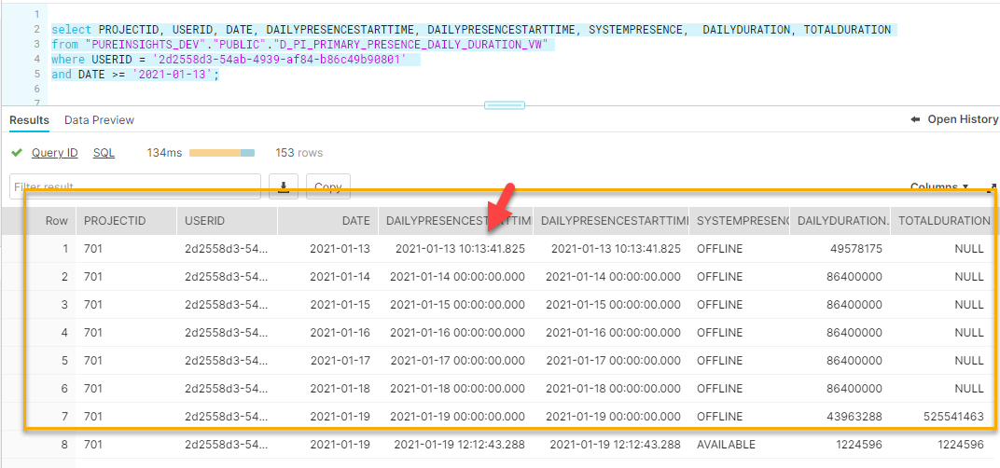 1
2 select PROJECTID, USERID, DATE, DAILYPRESENCESTARTTIME, DAILYPRESENCESTARTTIME, SYSTEMPRESENCE,  DAILYDURATION, TOTALDURATION
3 from "PUREINSIGHTS_DEV"."PUBLIC"."D_PI_PRIMARY_PRESENCE_DAILY_DURATION_VW"
4 where USERID = '2d2558d3-54ab-4939-af84-b86c49b90801'
5 and DATE >= '2021-01-13';
6
7
Results Data Preview Open History
Query ID SQL 134ms 153 rows
Filter result... Copy Columns
Row PROJECTID USERID DATE DAILYPRESENCESTARTTIME DAILYPRESENCESTARTTIME SYSTEMPRESENC DAILYDURATION.. TOTALDURATION
1 701 2d2558d3-54... 2021-01-13 2021-01-13 10:13:41.825 2021-01-13 10:13:41.825 OFFLINE 49578175 NULL
2 701 2d2558d3-54... 2021-01-14 2021-01-14 00:00:00.000 2021-01-14 00:00:00.000 OFFLINE 86400000 NULL
3 701 2d2558d3-54... 2021-01-15 2021-01-15 00:00:00.000 2021-01-15 00:00:00.000 OFFLINE 86400000 NULL
4 701 2d2558d3-54... 2021-01-16 2021-01-16 00:00:00.000 2021-01-16 00:00:00.000 OFFLINE 86400000 NULL
5 701 2d2558d3-54... 2021-01-17 2021-01-17 00:00:00.000 2021-01-17 00:00:00.000 OFFLINE 86400000 NULL
6 701 2d2558d3-54... 2021-01-18 2021-01-18 00:00:00.000 2021-01-18 00:00:00.000 OFFLINE 86400000 NULL
7 701 2d2558d3-54... 2021-01-19 2021-01-19 00:00:00.000 2021-01-19 00:00:00.000 OFFLINE 43963288 525541463
8 701 2d2558d3-54... 2021-01-19 2021-01-19 12:12:43.288 2021-01-19 12:12:43.288 AVAILABLE 1224596 1224596